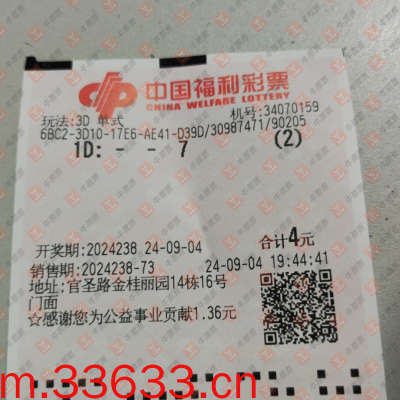 中国福利彩票
CHINA WELFARE LOTTERY
玩法:3D 单式 机号:34070159
6BC2-3D10-17E6-AE41-D39D/30987471/90205
1D: - - 7 (2)
开奖期:2024238 24-09-04 合计4元
销售期:2024238-73 24-09-04 19:44:41
地址:官圣路金桂丽园14栋16号
门面
☆感谢您为公益事业贡献1.36元
m.33633.cn